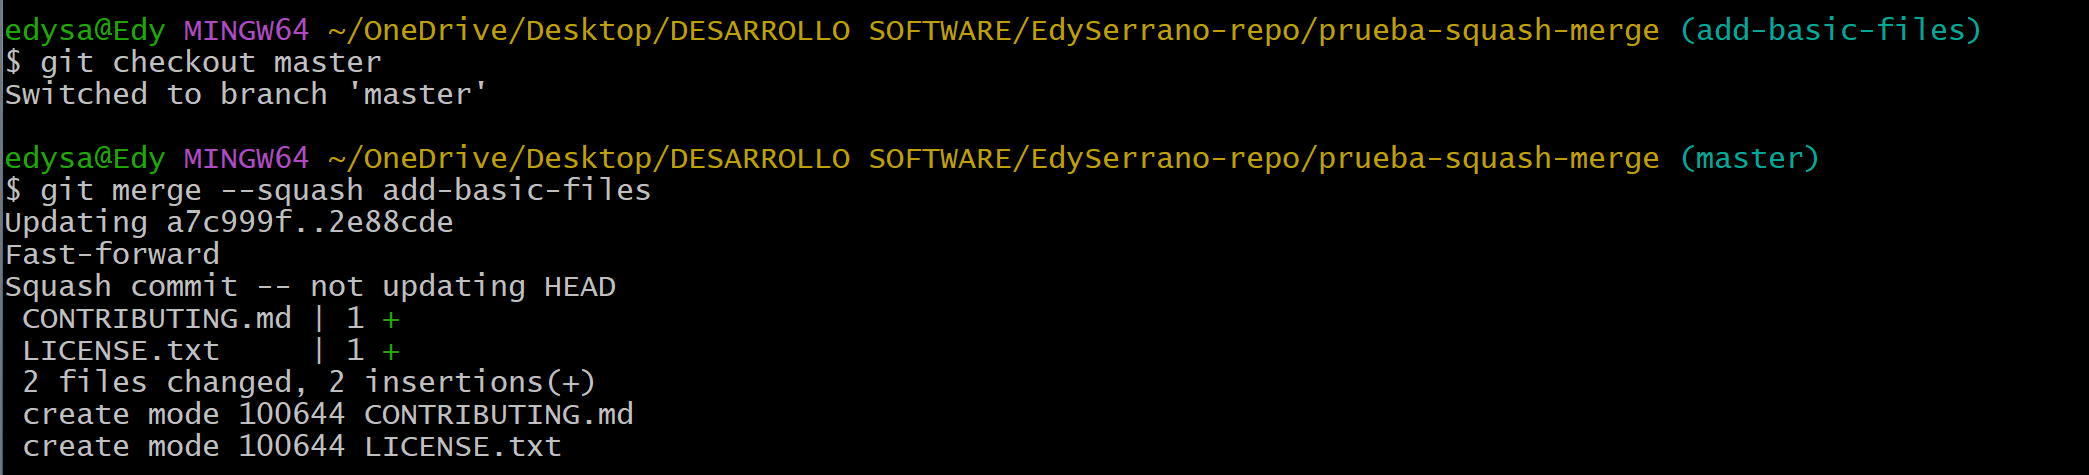 edysa@Edy MINGW64 ~/OneDrive/Desktop/DESARROLLO SOFTWARE/EdySerrano-repo/prueba-squash-merge (add-basic-files)
$ git checkout master
Switched to branch 'master'
edysa@Edy MINGW64 ~/OneDrive/Desktop/DESARROLLO SOFTWARE/EdySerrano-repo/prueba-squash-merge (master)
$ git merge --squash add-basic-files
Updating a7c999f..2e88cde
Fast-forward
Squash commit -- not updating HEAD
 CONTRIBUTING.md | 1 +
 LICENSE.txt     | 1 +
 2 files changed, 2 insertions(+)
 create mode 100644 CONTRIBUTING.md
 create mode 100644 LICENSE.txt